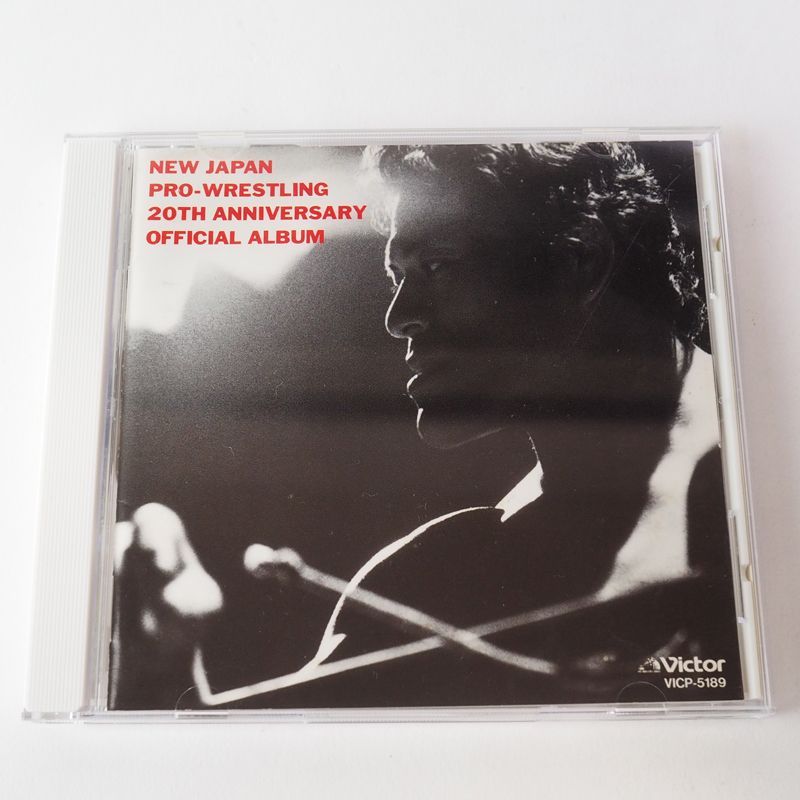 NEW JAPAN
PRO-WRESTLING
20TH ANNIVERSARY
OFFICIAL ALBUM
Victor
VICP-5189